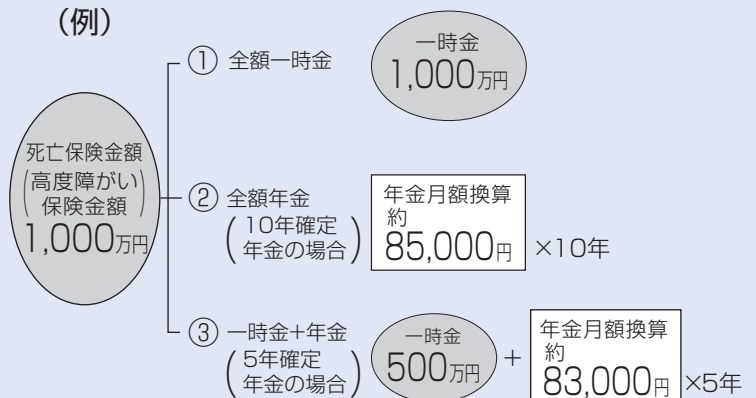 (例)
死亡保険金額
(高度障がい
保険金額)
1,000万円
① 全額一時金
一時金
1,000万円
② 全額年金
(10年確定
年金の場合)
年金月額換算
約
85,000円
×10年
③ 一時金+年金
(5年確定
年金の場合)
一時金
500万円
+
年金月額換算
約
83,000円
×5年